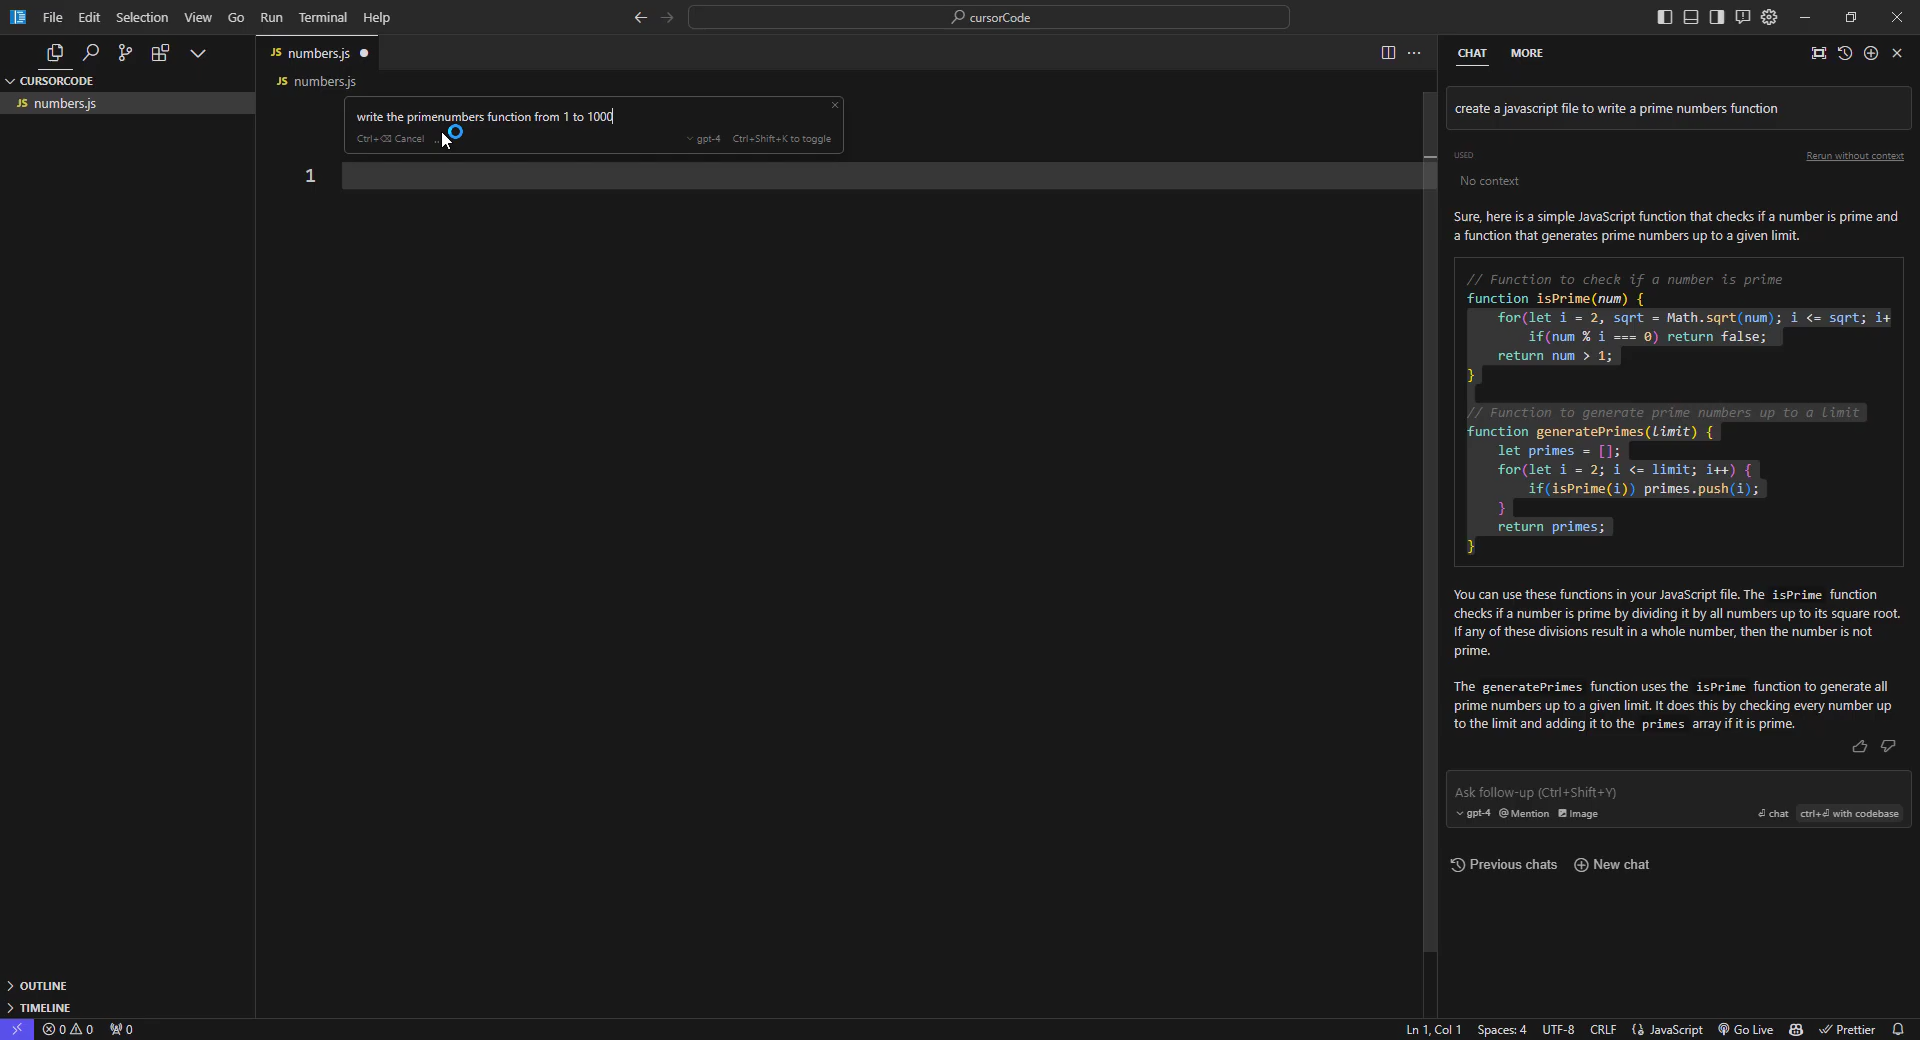 File Edit Selection View Go Run Terminal Help
cursorCode
CURSORCODE
JS numbers.js
JS numbers.js
JS numbers.js
write the primenumbers function from 1 to 1000
Ctrl+⌫ Cancel
gpt-4 Ctrl+Shift+K to toggle
1
CHAT MORE
create a javascript file to write a prime numbers function
USED
Rerun without context
No context
Sure, here is a simple JavaScript function that checks if a number is prime and
a function that generates prime numbers up to a given limit.
// Function to check if a number is prime
function isPrime(num) {
    for(let i = 2, sqrt = Math.sqrt(num); i <= sqrt; i+
        if(num % i === 0) return false;
    return num > 1;
}
// Function to generate prime numbers up to a limit
function generatePrimes(limit) {
    let primes = [];
    for(let i = 2; i <= limit; i++) {
        if(isPrime(i)) primes.push(i);
    }
    return primes;
}
You can use these functions in your JavaScript file. The isPrime function
checks if a number is prime by dividing it by all numbers up to its square root.
If any of these divisions result in a whole number, then the number is not
prime.
The generatePrimes function uses the isPrime function to generate all
prime numbers up to a given limit. It does this by checking every number up
to the limit and adding it to the primes array if it is prime.
Ask follow-up (Ctrl+Shift+Y)
gpt-4 @ Mention Image
⏎ chat ctrl+⏎ with codebase
Previous chats New chat
OUTLINE
TIMELINE
0 0 0
Ln 1, Col 1 Spaces: 4 UTF-8 CRLF {} JavaScript Go Live Prettier